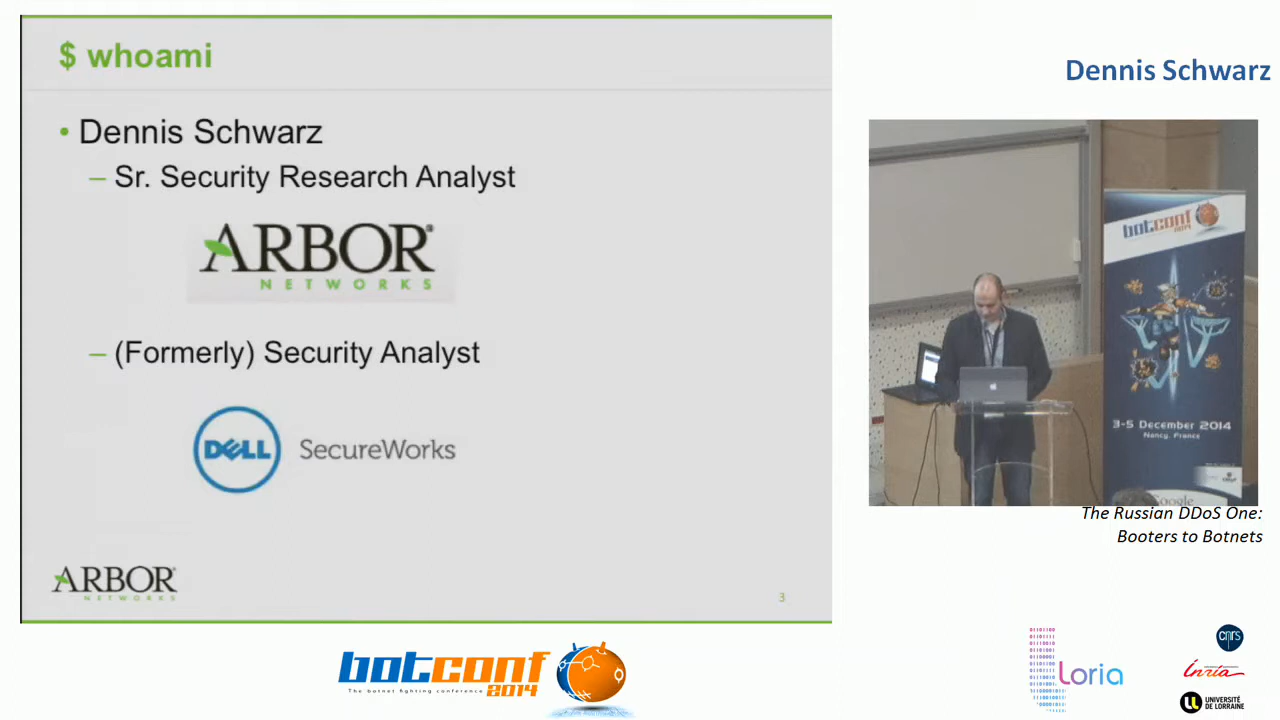 $ whoami
• Dennis Schwarz
– Sr. Security Research Analyst
ARBOR®
NETWORKS
– (Formerly) Security Analyst
DELL SecureWorks
ARBOR
NETWORKS
3
Dennis Schwarz
botconf
2014
3-5 December 2014
Nancy, France
Google
The Russian DDoS One:
Booters to Botnets
botconf
The botnet fighting conference 2014
Loria
cnrs
Inria
UNIVERSITÉ
DE LORRAINE